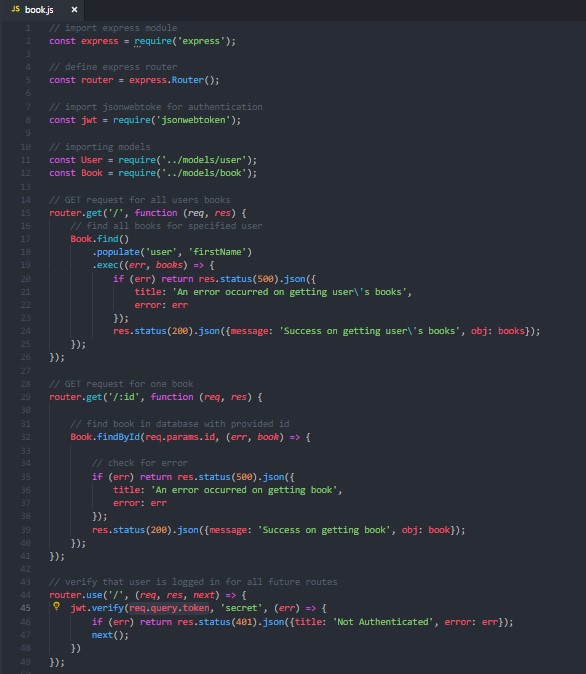 JS book.js ×
1 // import express module
2 const express = require('express');
3
4 // define express router
5 const router = express.Router();
6
7 // import jsonwebtoke for authentication
8 const jwt = require('jsonwebtoken');
9
10 // importing models
11 const User = require('../models/user');
12 const Book = require('../models/book');
13
14 // GET request for all users books
15 router.get('/', function (req, res) {
16 // find all books for specified user
17 Book.find()
18 .populate('user', 'firstName')
19 .exec((err, books) => {
20 if (err) return res.status(500).json({
21 title: 'An error occurred on getting user\'s books',
22 error: err
23 });
24 res.status(200).json({message: 'Success on getting user\'s books', obj: books});
25 });
26 });
27
28 // GET request for one book
29 router.get('/:id', function (req, res) {
30
31 // find book in database with provided id
32 Book.findById(req.params.id, (err, book) => {
33
34 // check for error
35 if (err) return res.status(500).json({
36 title: 'An error occurred on getting book',
37 error: err
38 });
39 res.status(200).json({message: 'Success on getting book', obj: book});
40 });
41 });
42
43 // verify that user is logged in for all future routes
44 router.use('/', (req, res, next) => {
45 jwt.verify(req.query.token, 'secret', (err) => {
46 if (err) return res.status(401).json({title: 'Not Authenticated', error: err});
47 next();
48 })
49 });
50